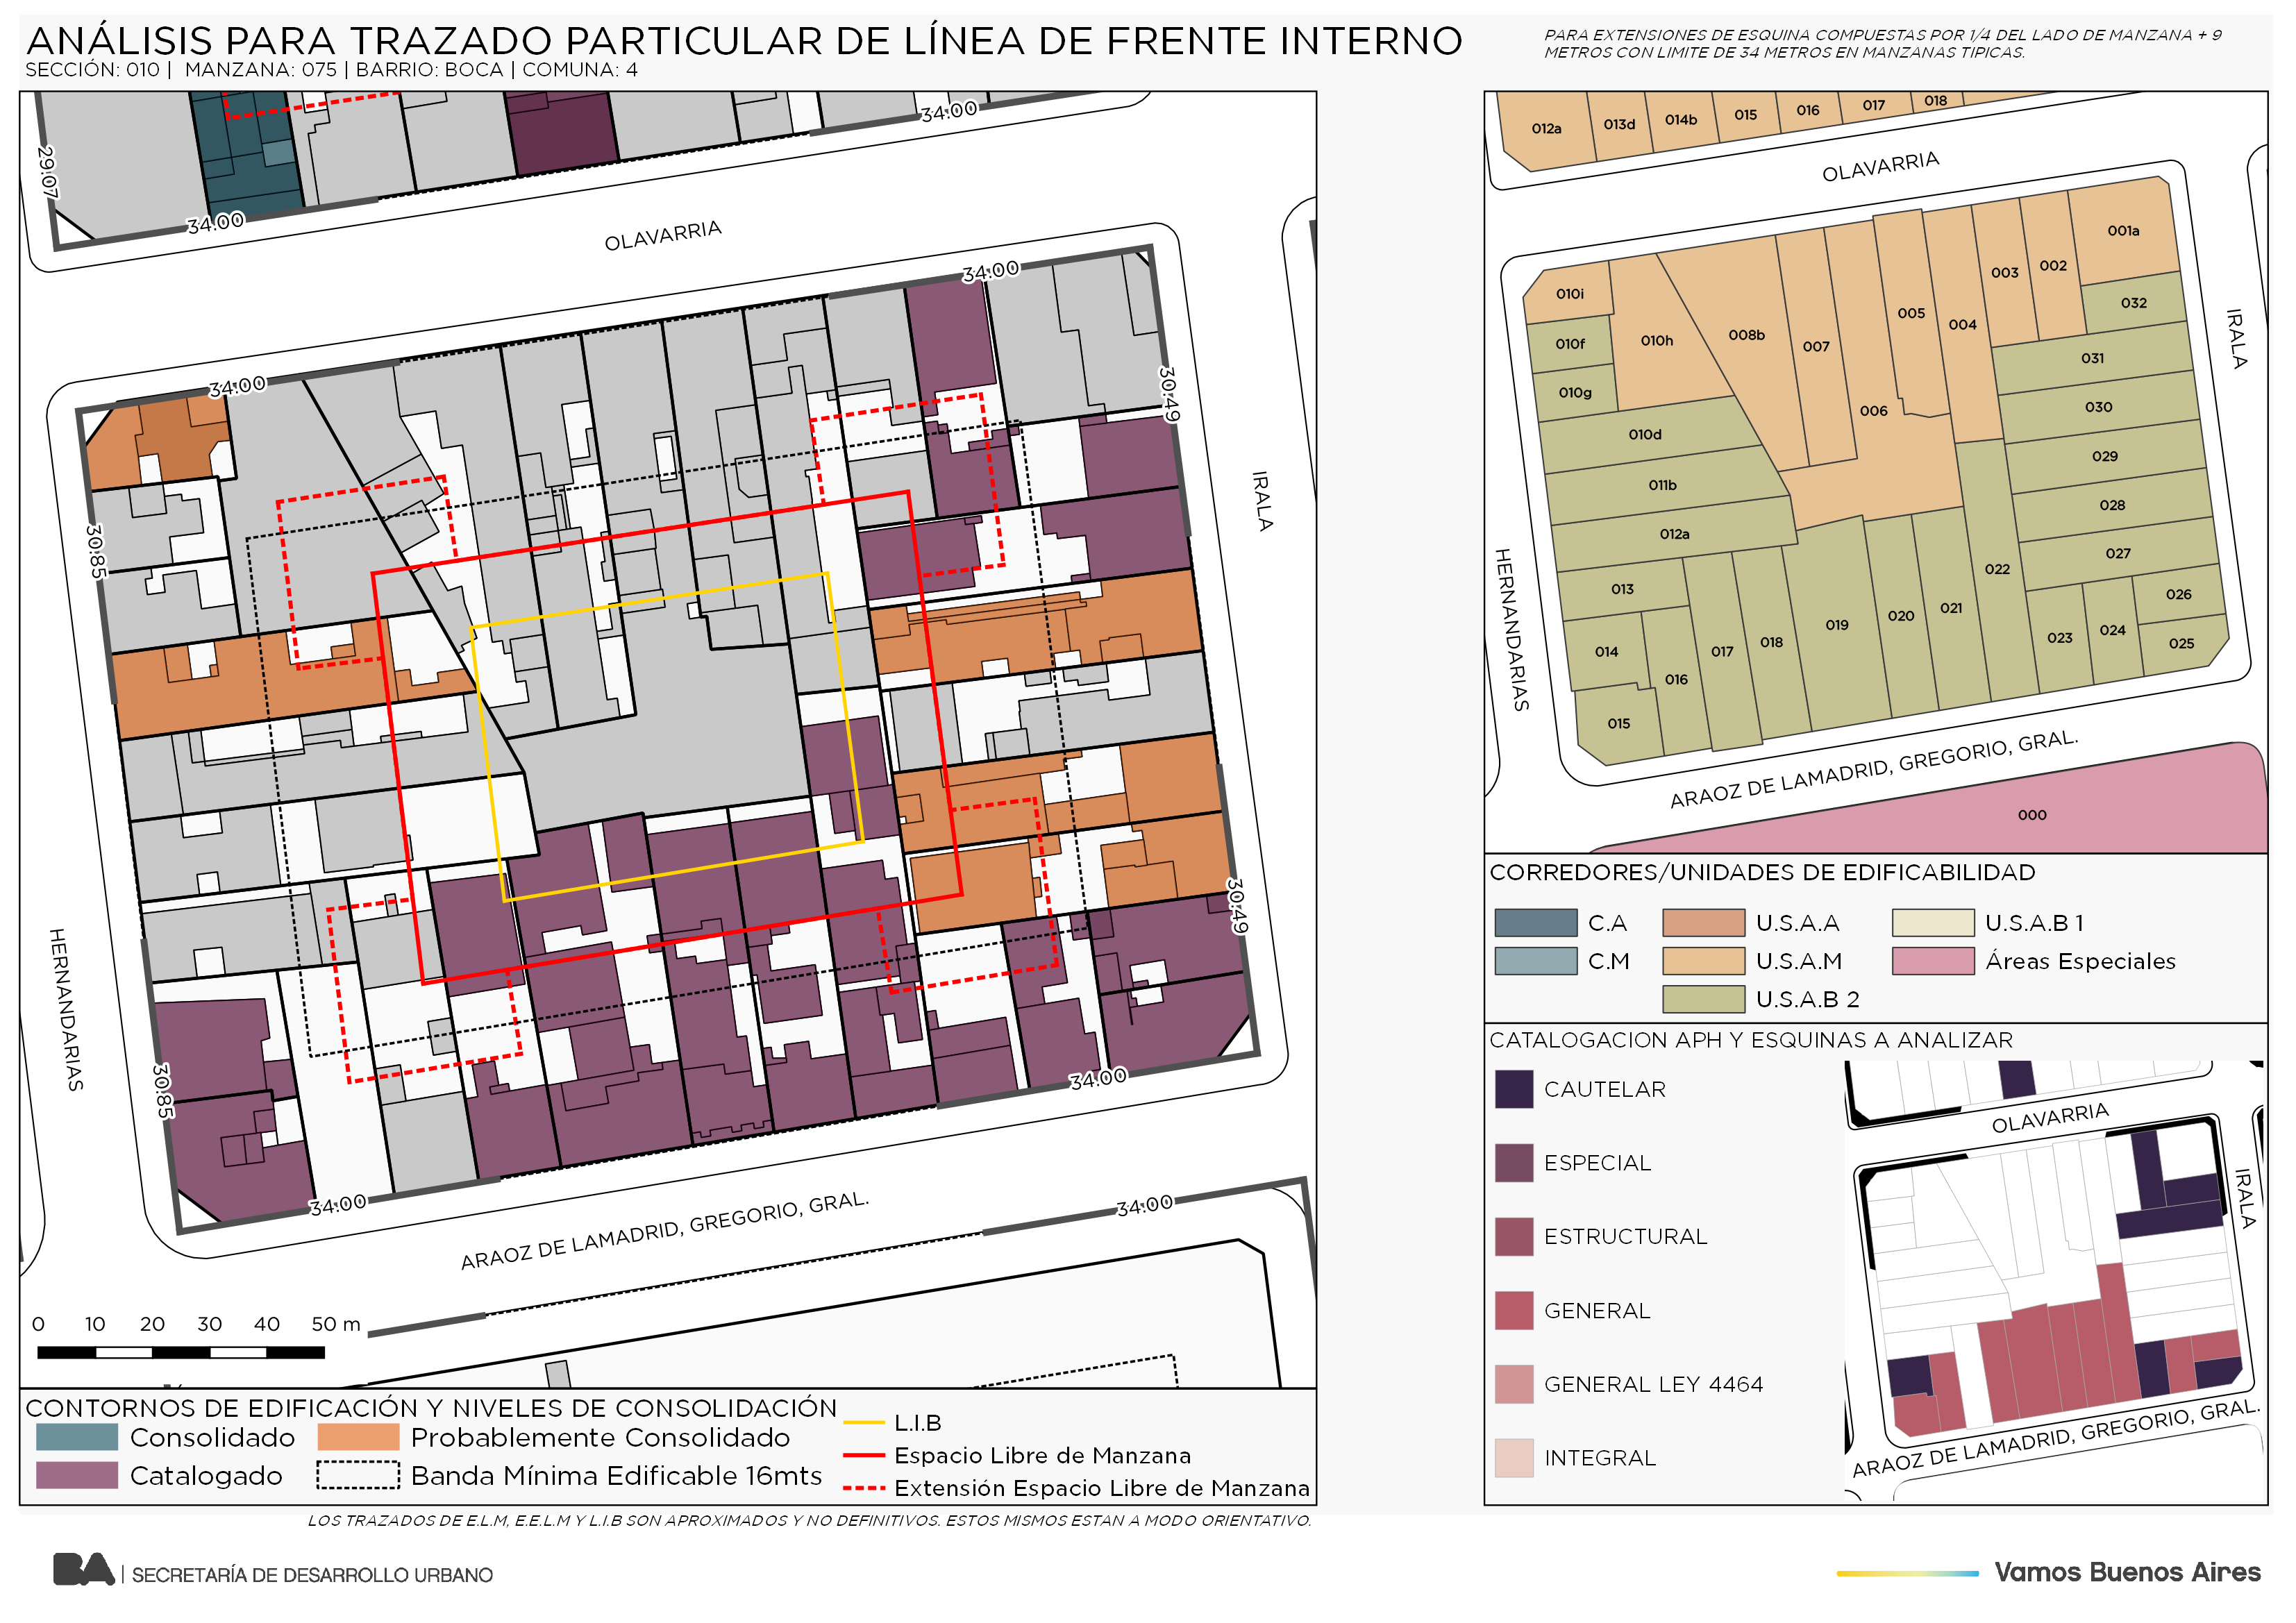 ANÁLISIS PARA TRAZADO PARTICULAR DE LÍNEA DE FRENTE INTERNO
SECCIÓN: 010 | MANZANA: 075 | BARRIO: BOCA | COMUNA: 4
PARA EXTENSIONES DE ESQUINA COMPUESTAS POR 1/4 DEL LADO DE MANZANA + 9
METROS CON LIMITE DE 34 METROS EN MANZANAS TIPICAS.
34:00
29:07
34:00
OLAVARRIA
34:00
34:00
30:49
IRALA
30:85
30:49
HERNANDARIAS
30:85
34:00
34:00
34:00
ARAOZ DE LAMADRID, GREGORIO, GRAL.
0 10 20 30 40 50 m
CONTORNOS DE EDIFICACIÓN Y NIVELES DE CONSOLIDACIÓN
Consolidado
Probablemente Consolidado
Catalogado
Banda Mínima Edificable 16mts
L.I.B
Espacio Libre de Manzana
Extensión Espacio Libre de Manzana
LOS TRAZADOS DE E.L.M, E.E.L.M Y L.I.B SON APROXIMADOS Y NO DEFINITIVOS. ESTOS MISMOS ESTAN A MODO ORIENTATIVO.
012a 013d 014b 015 016 017 018
OLAVARRIA
001a
002
003
004
005
006
007
008b
010h
010i
010f
010g
010d
011b
012a
013
014
015
016
017
018
019
020
021
022
023
024
025
026
027
028
029
030
031
032
IRALA
HERNANDARIAS
ARAOZ DE LAMADRID, GREGORIO, GRAL.
000
CORREDORES/UNIDADES DE EDIFICABILIDAD
C.A
U.S.A.A
U.S.A.B 1
C.M
U.S.A.M
Áreas Especiales
U.S.A.B 2
CATALOGACION APH Y ESQUINAS A ANALIZAR
CAUTELAR
ESPECIAL
ESTRUCTURAL
GENERAL
GENERAL LEY 4464
INTEGRAL
OLAVARRIA
IRALA
ARAOZ DE LAMADRID, GREGORIO, GRAL.
BA | SECRETARÍA DE DESARROLLO URBANO
Vamos Buenos Aires